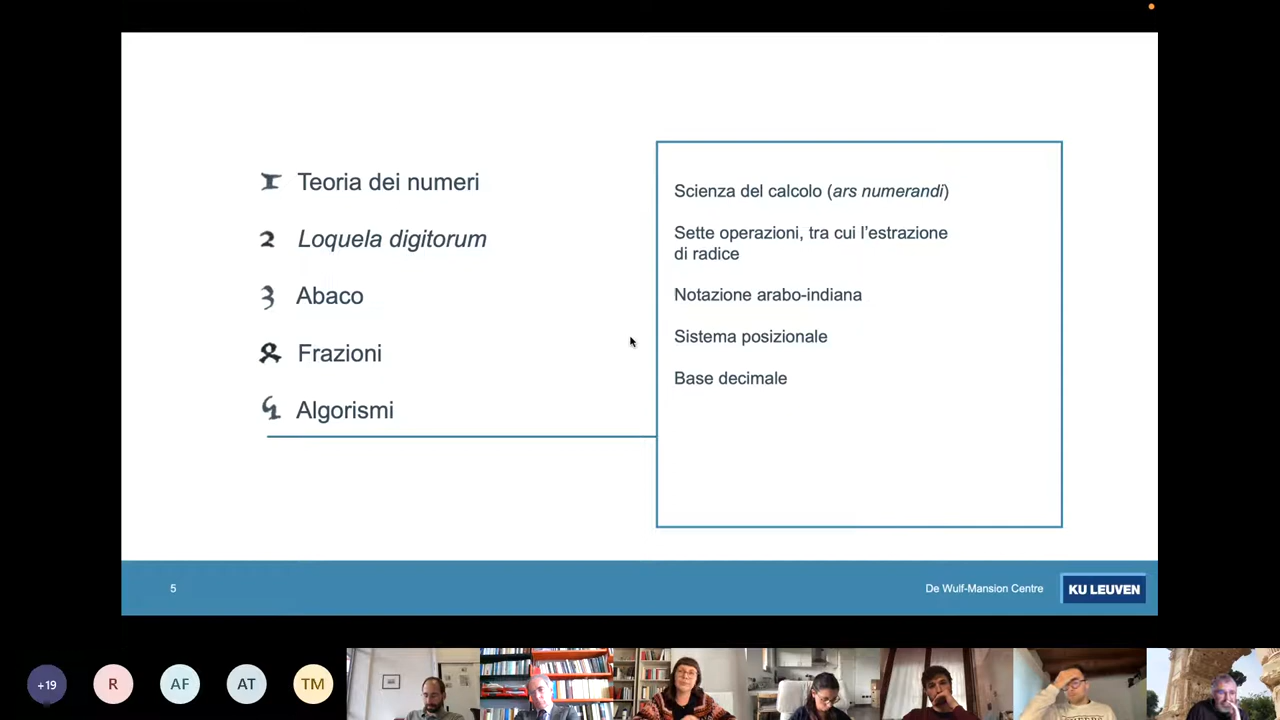 Teoria dei numeri
2 Loquela digitorum
3 Abaco
Frazioni
Algorismi
Scienza del calcolo (ars numerandi)
Sette operazioni, tra cui l'estrazione
di radice
Notazione arabo-indiana
Sistema posizionale
Base decimale
5
De Wulf-Mansion Centre
KU LEUVEN
+19
R
AF
AT
TM